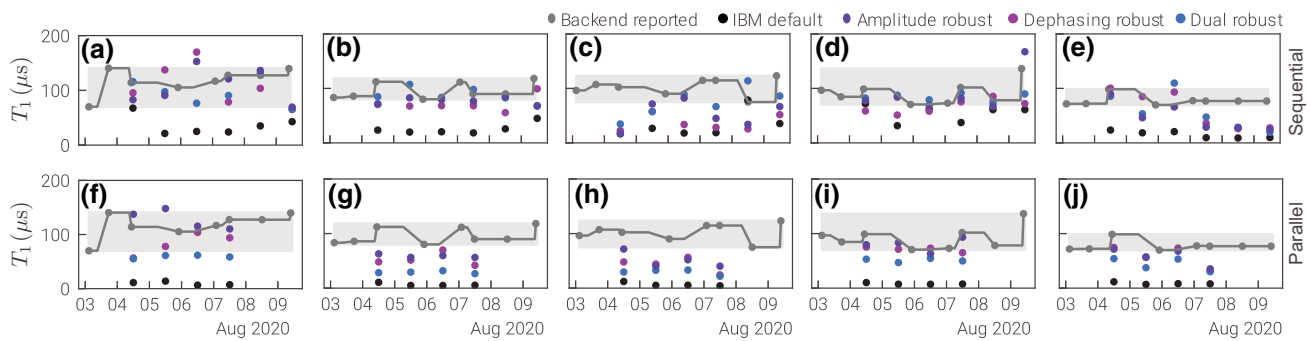 Backend reported IBM default Amplitude robust Dephasing robust Dual robust
200 (a) (b) (c) (d) (e)
T₁ (μs) 100 Sequential
0
200 (f) (g) (h) (i) (j)
T₁ (μs) 100 Parallel
0
03 04 05 06 07 08 09 03 04 05 06 07 08 09 03 04 05 06 07 08 09 03 04 05 06 07 08 09 03 04 05 06 07 08 09
Aug 2020 Aug 2020 Aug 2020 Aug 2020 Aug 2020